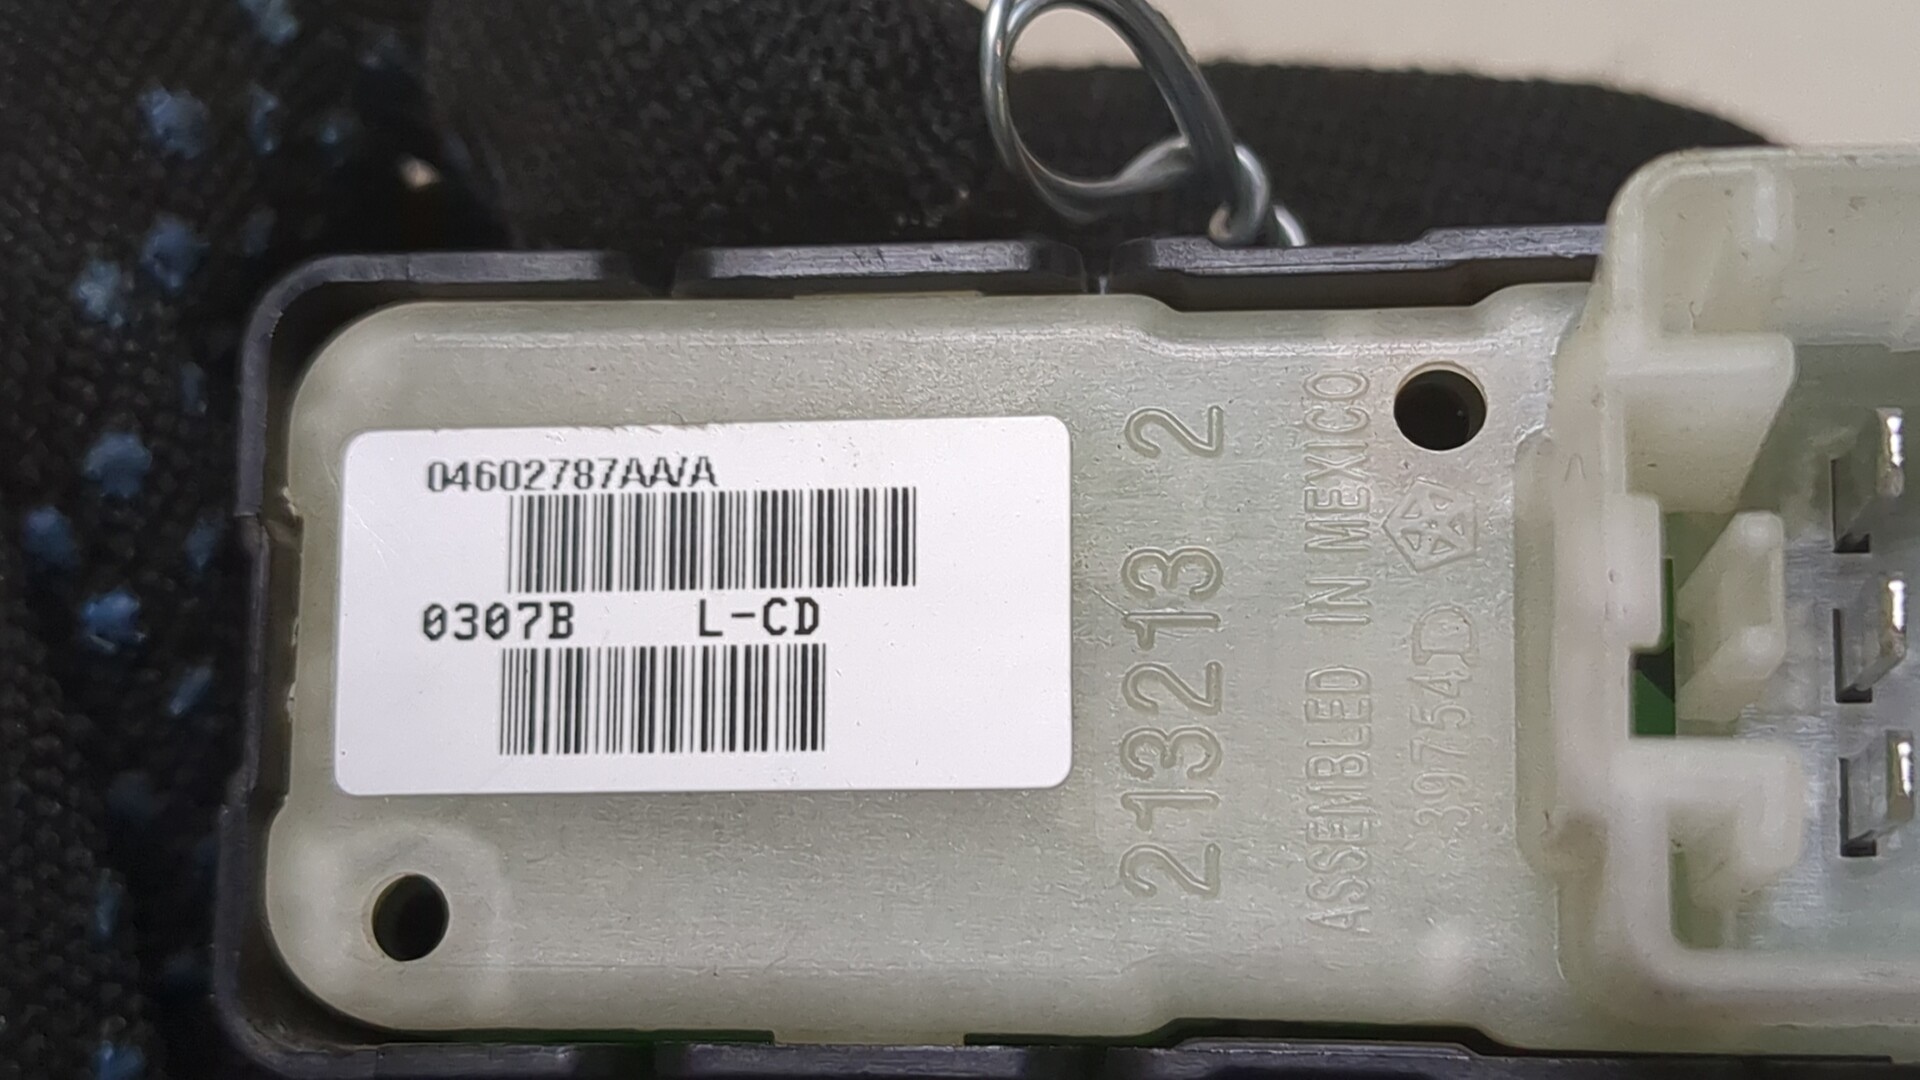 04602787AA/A
0307B L-CD
213213 2
ASSEMBLED IN MEXICO
39754D